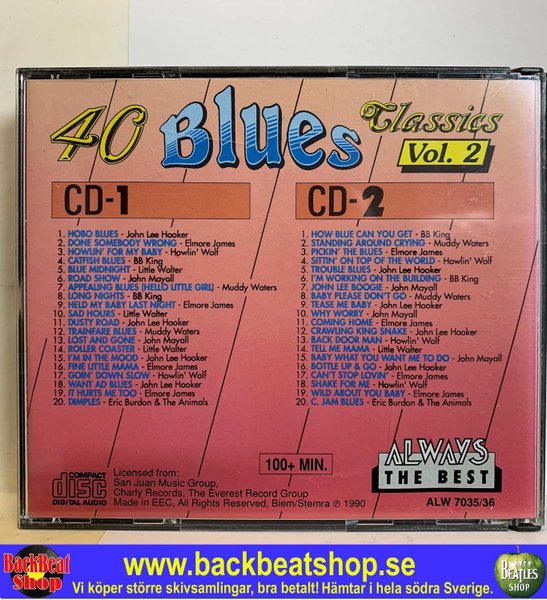 40 Blues Classics
Vol. 2
CD-1
1. HOBO BLUES - John Lee Hooker
2. DONE SOMEBODY WRONG - Elmore James
3. HOWLIN' FOR MY BABY - Howlin' Wolf
4. CATFISH BLUES - BB King
5. BLUE MIDNIGHT - Little Walter
6. ROAD SHOW - John Mayall
7. APPEALING BLUES (HELLO LITTLE GIRL) - Muddy Waters
8. LONG NIGHTS - BB King
9. HELD MY BABY LAST NIGHT - Elmore James
10. SAD HOURS - Little Walter
11. DUSTY ROAD - John Lee Hooker
12. TRAINFARE BLUES - Muddy Waters
13. LOST AND GONE - John Mayall
14. ROLLER COASTER - Little Walter
15. I'M IN THE MOOD - John Lee Hooker
16. FINE LITTLE MAMA - Elmore James
17. GOIN' DOWN SLOW - Howlin' Wolf
18. WANT AD BLUES - John Lee Hooker
19. IT HURTS ME TOO - Elmore James
20. DIMPLES - Eric Burdon & The Animals
CD-2
1. HOW BLUE CAN YOU GET - BB King
2. STANDING AROUND CRYING - Muddy Waters
3. PICKIN' THE BLUES - Elmore James
4. SITTIN' ON TOP OF THE WORLD - Howlin' Wolf
5. TROUBLE BLUES - John Lee Hooker
6. I'M WORKING ON THE BUILDING - BB King
7. JOHN LEE BOOGIE - John Mayall
8. BABY PLEASE DON'T GO - Muddy Waters
9. TEASE ME BABY - John Lee Hooker
10. WHY WORRY - John Mayall
11. COMING HOME - Elmore James
12. CRAWLING KING SNAKE - John Lee Hooker
13. BACK DOOR MAN - Howlin' Wolf
14. TELL ME MAMA - Little Walter
15. BABY WHAT YOU WANT ME TO DO - John Mayall
16. BOTTLE UP & GO - John Lee Hooker
17. CAN'T STOP LOVIN' - Elmore James
18. SHAKE FOR ME - Howlin' Wolf
19. WILD ABOUT YOU BABY - Elmore James
20. C. JAM BLUES - Eric Burdon & The Animals
COMPACT
disc
DIGITAL AUDIO
Licensed from:
San Juan Music Group,
Charly Records, The Everest Record Group
Made in EEC, All Rights Reserved, Biem/Stemra ℗ 1990
100+ MIN.
ALWAYS
THE BEST
ALW 7035/36
BackBeat
Shop
www.backbeatshop.se
Vi köper större skivsamlingar, bra betalt! Hämtar i hela södra Sverige.
BEATLES
SHOP